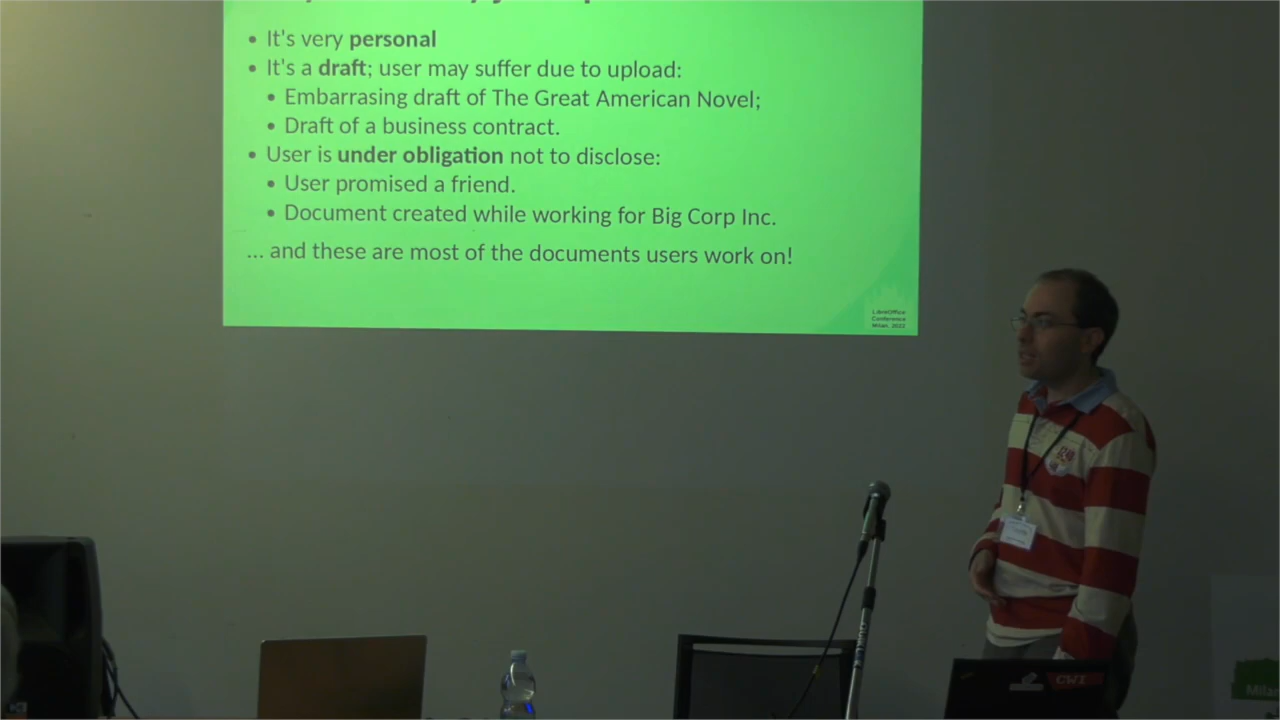 • It's very personal
• It's a draft; user may suffer due to upload:
• Embarrasing draft of The Great American Novel;
• Draft of a business contract.
• User is under obligation not to disclose:
• User promised a friend.
• Document created while working for Big Corp Inc.
... and these are most of the documents users work on!
LibreOffice
Conference
Milan, 2022
CWI
Milan